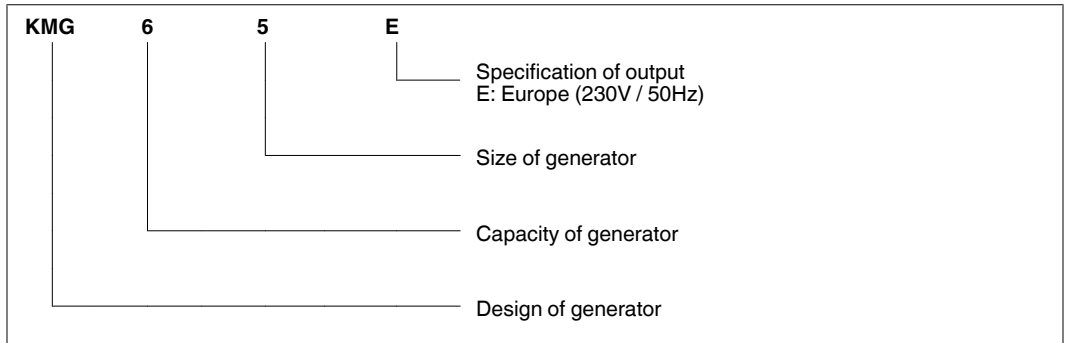 KMG 6 5 E
Specification of output
E: Europe (230V / 50Hz)
Size of generator
Capacity of generator
Design of generator